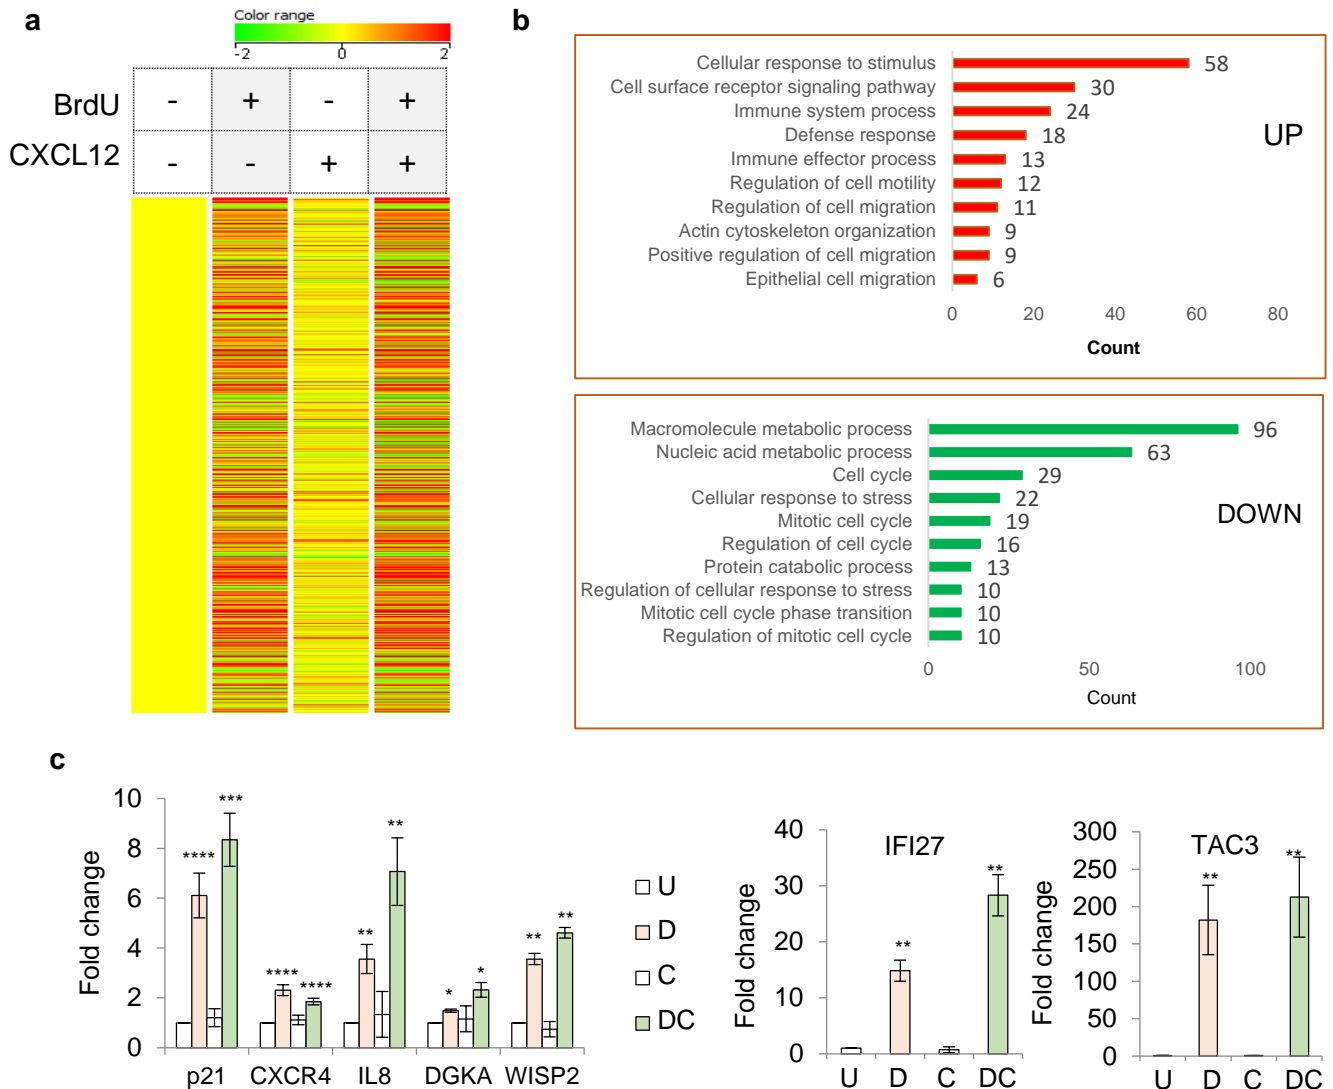 a
Color range
-2 0 2
BrdU - + - +
CXCL12 - - + +
b
Cellular response to stimulus 58
Cell surface receptor signaling pathway 30
Immune system process 24
Defense response 18
Immune effector process 13
Regulation of cell motility 12
Regulation of cell migration 11
Actin cytoskeleton organization 9
Positive regulation of cell migration 9
Epithelial cell migration 6
UP
0 20 40 60 80
Count
Macromolecule metabolic process 96
Nucleic acid metabolic process 63
Cell cycle 29
Cellular response to stress 22
Mitotic cell cycle 19
Regulation of cell cycle 16
Protein catabolic process 13
Regulation of cellular response to stress 10
Mitotic cell cycle phase transition 10
Regulation of mitotic cell cycle 10
DOWN
0 50 100
Count
c
Fold change
10
8
6
4
2
0
**** ***
**** ****
** **
* *
** **
p21 CXCR4 IL8 DGKA WISP2
U
D
C
DC
IFI27
Fold change
40
30
20
10
0
** **
U D C DC
TAC3
Fold change
300
250
200
150
100
50
0
** **
U D C DC